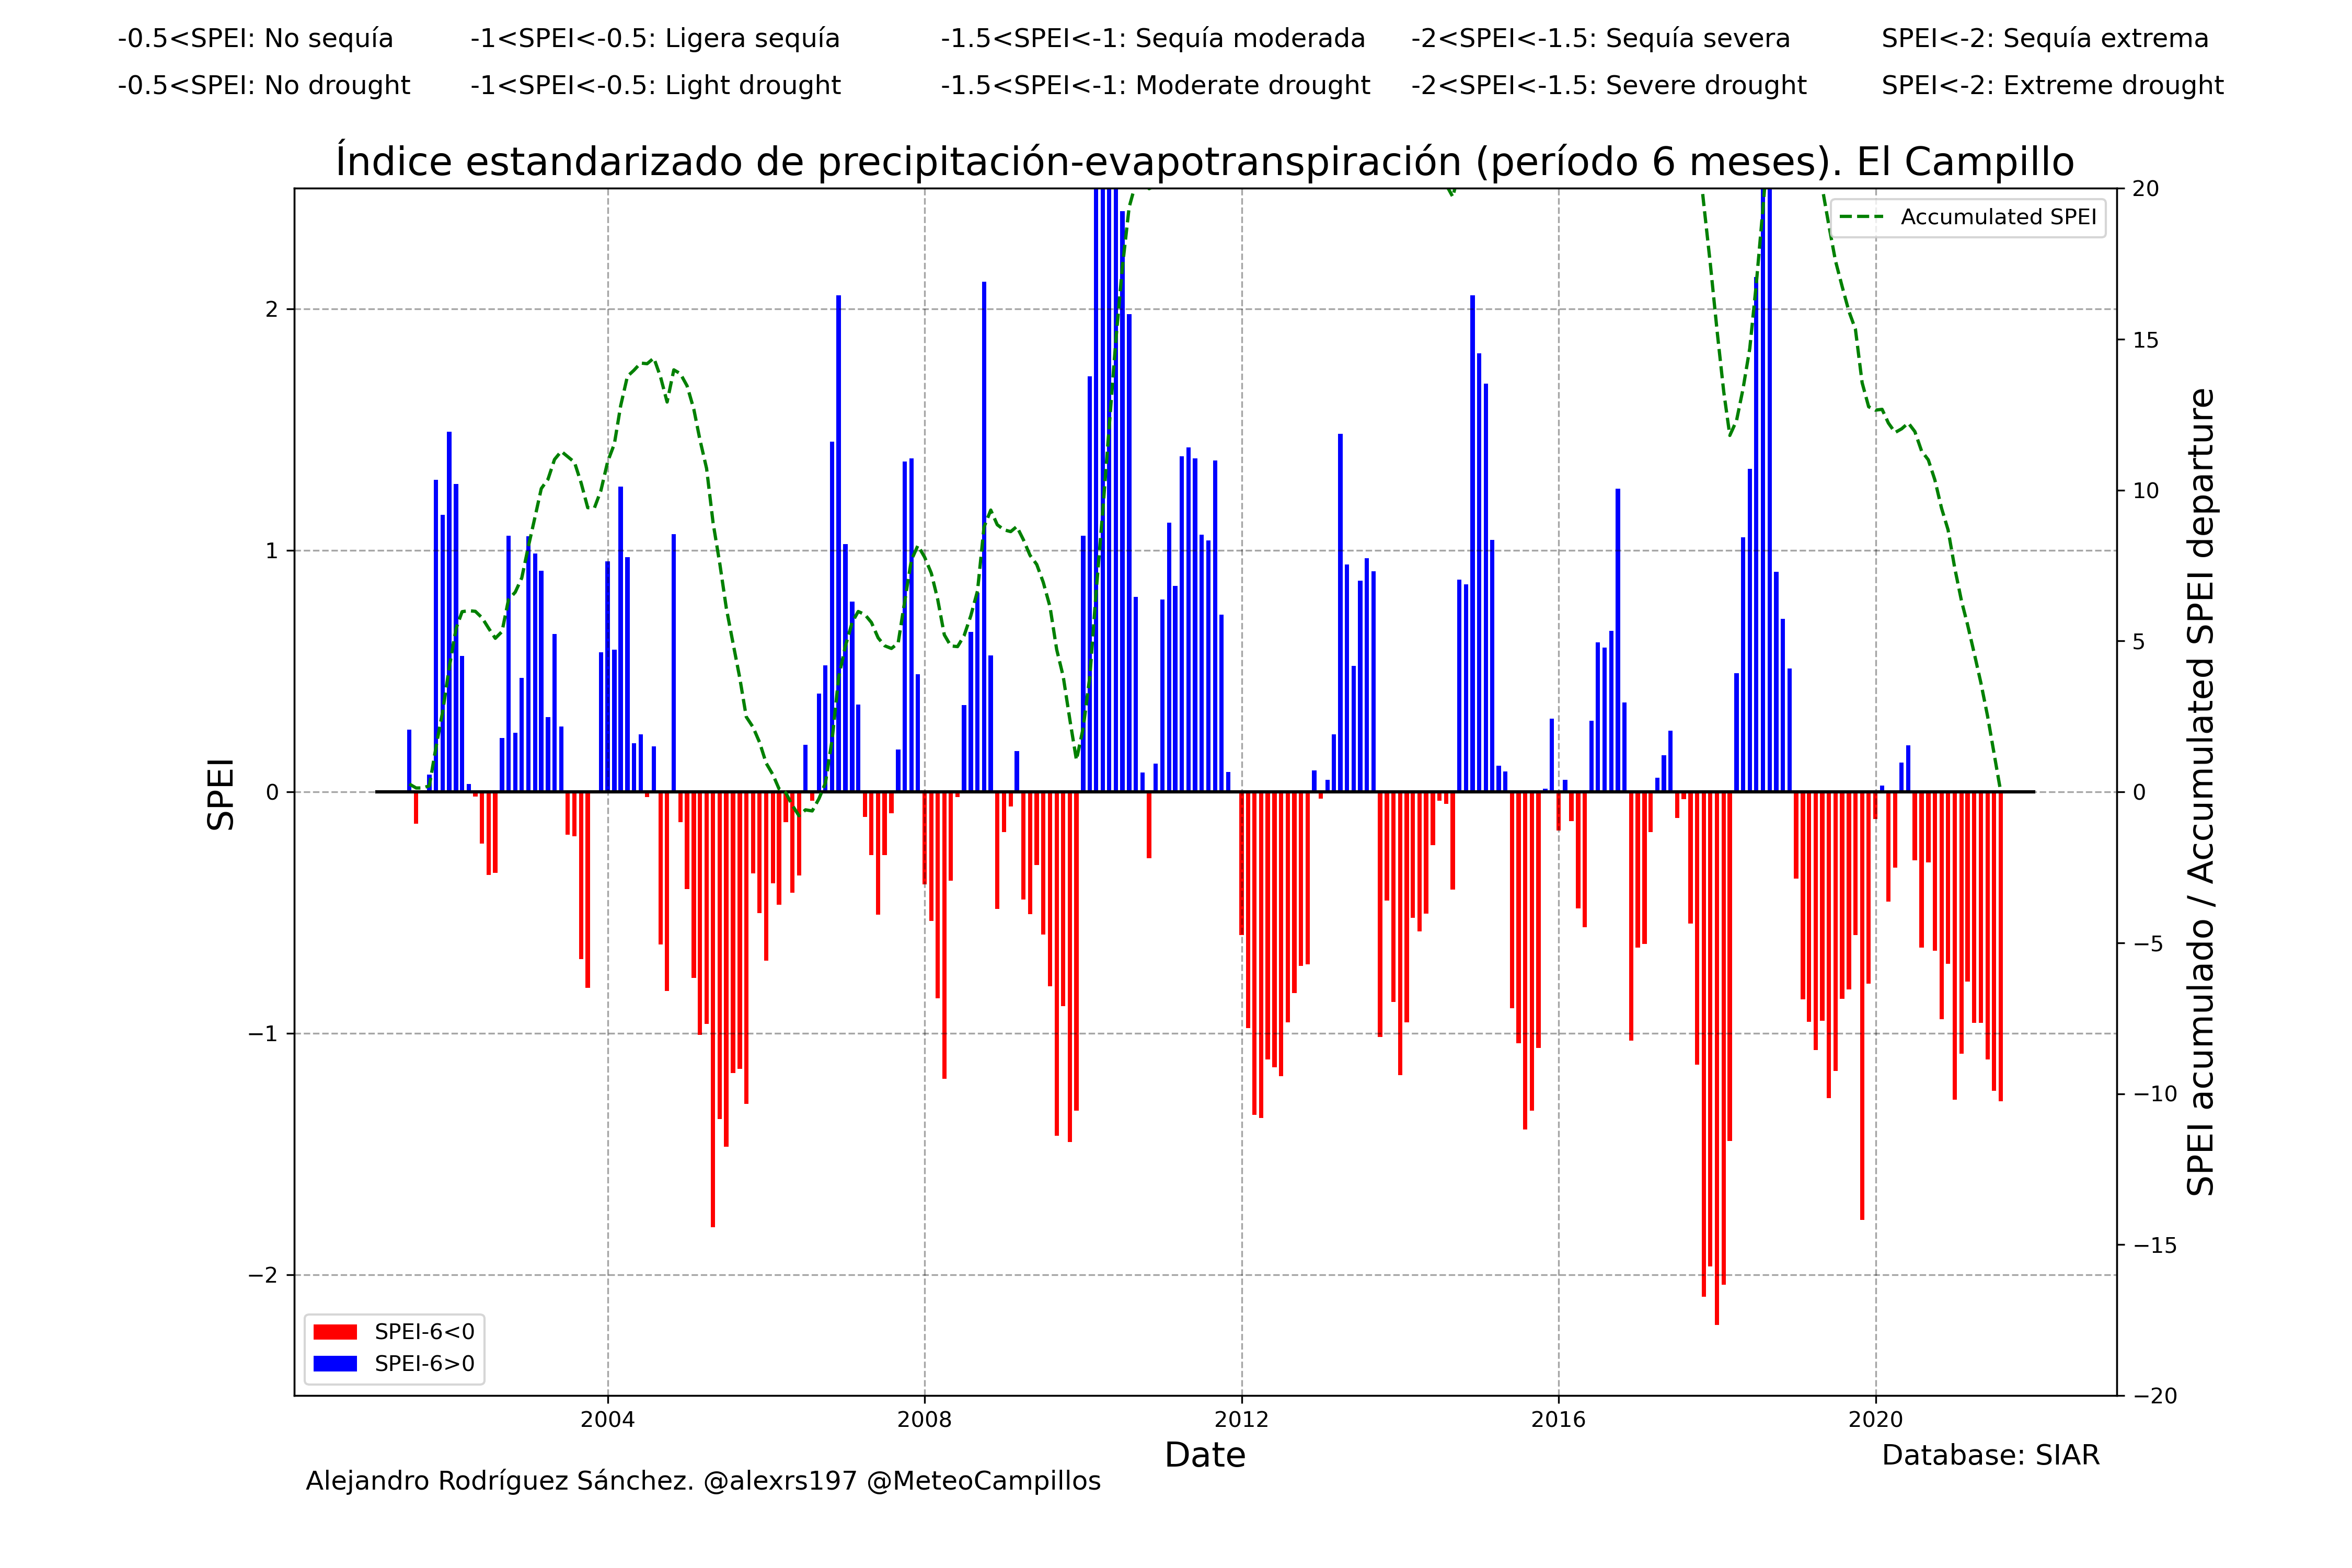 -0.5<SPEI: No sequía
-1<SPEI<-0.5: Ligera sequía
-1.5<SPEI<-1: Sequía moderada
-2<SPEI<-1.5: Sequía severa
SPEI<-2: Sequía extrema
-0.5<SPEI: No drought
-1<SPEI<-0.5: Light drought
-1.5<SPEI<-1: Moderate drought
-2<SPEI<-1.5: Severe drought
SPEI<-2: Extreme drought
Índice estandarizado de precipitación-evapotranspiración (período 6 meses). El Campillo
SPEI
2
1
0
−1
−2
Accumulated SPEI
20
15
10
5
0
−5
−10
−15
−20
SPEI acumulado / Accumulated SPEI departure
SPEI-6<0
SPEI-6>0
2004
2008
2012
2016
2020
Date
Database: SIAR
Alejandro Rodríguez Sánchez. @alexrs197 @MeteoCampillos